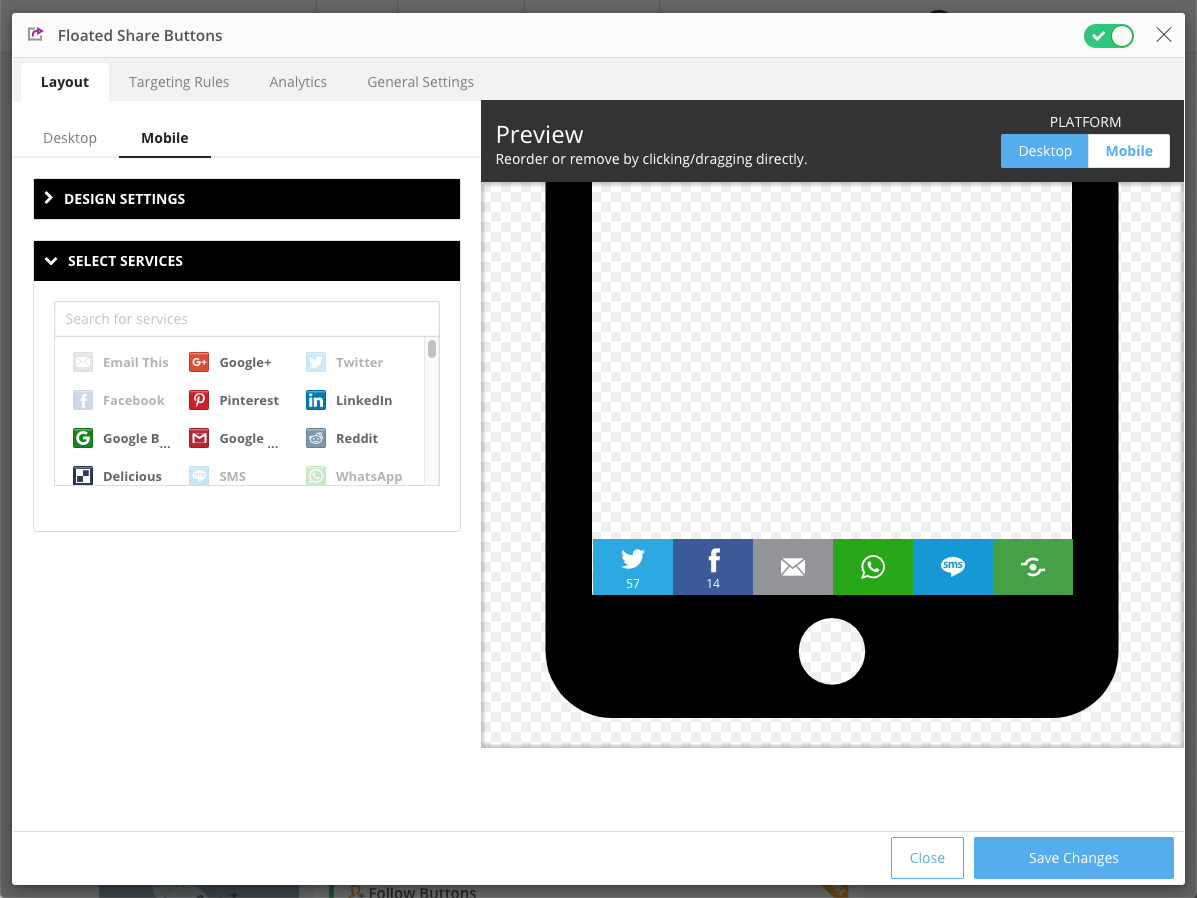 Floated Share Buttons
Layout
Targeting Rules
Analytics
General Settings
Desktop
Mobile
DESIGN SETTINGS
SELECT SERVICES
Search for services
Email This
Google+
Twitter
Facebook
Pinterest
LinkedIn
Google B...
Google ...
Reddit
Delicious
SMS
WhatsApp
Preview
Reorder or remove by clicking/dragging directly.
PLATFORM
Desktop
Mobile
57
14
sms
Close
Save Changes
Follow Buttons